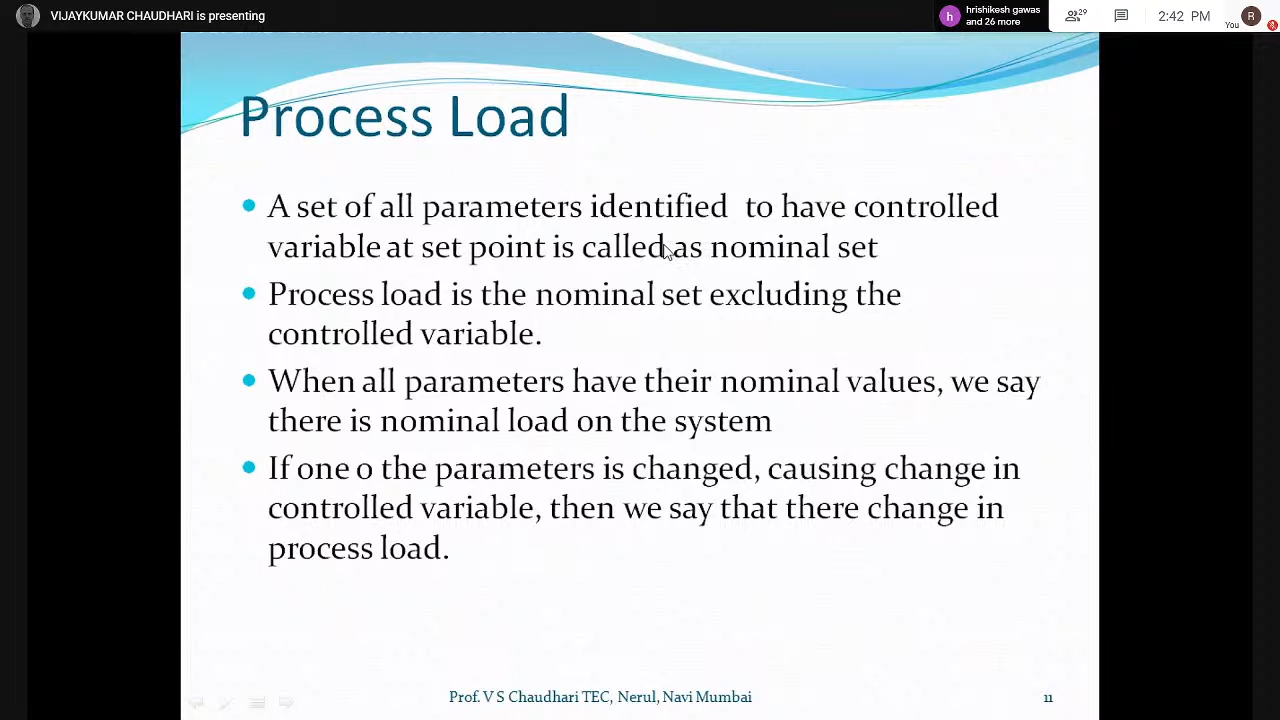 VIJAYKUMAR CHAUDHARI is presenting
h
hrishikesh gawas
and 26 more
29
2:42 PM
You
R
Process Load
A set of all parameters identified to have controlled
variable at set point is called as nominal set
Process load is the nominal set excluding the
controlled variable.
When all parameters have their nominal values, we say
there is nominal load on the system
If one o the parameters is changed, causing change in
controlled variable, then we say that there change in
process load.
Prof. V S Chaudhari TEC, Nerul, Navi Mumbai
11